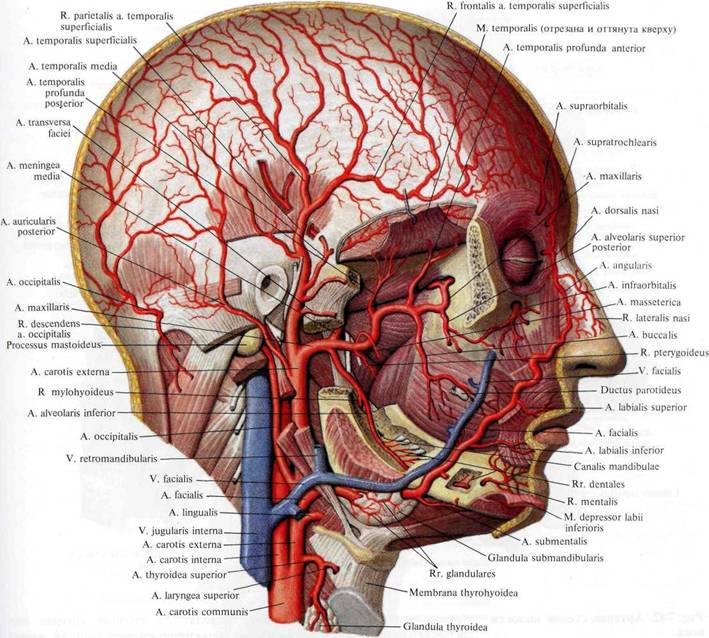 R. parietalis a. temporalis
superficialis
A. temporalis superficialis
A. temporalis media
A. temporalis
profunda
posterior
A. transversa
faciei
A. meningea
media
A. auricularis
posterior
A. occipitalis
A. maxillaris
R. descendens
a. occipitalis
Processus mastoideus
A. carotis externa
R mylohyoideus
A. alveolaris inferior
A. occipitalis
V. retromandibularis
V. facialis
A. facialis
A. lingualis
V. jugularis interna
A. carotis externa
A. carotis interna
A. thyroidea superior
A. laryngea superior
A. carotis communis
R. frontalis a. temporalis superficialis
M. temporalis (отрезана и оттянута кверху)
A. temporalis profunda anterior
A. supraorbitalis
A. supratrochlearis
A. maxillaris
A. dorsalis nasi
A. alveolaris superior
posterior
A. angularis
A. infraorbitalis
A. masseterica
R. lateralis nasi
A. buccalis
R. pterygoideus
V. facialis
Ductus parotideus
A. labialis superior
A. facialis
A. labialis inferior
Canalis mandibulae
Rr. dentales
R. mentalis
M. depressor labii
inferioris
A. submentalis
Glandula submandibularis
Rr. glandulares
Membrana thyrohyoidea
Glandula thyroidea